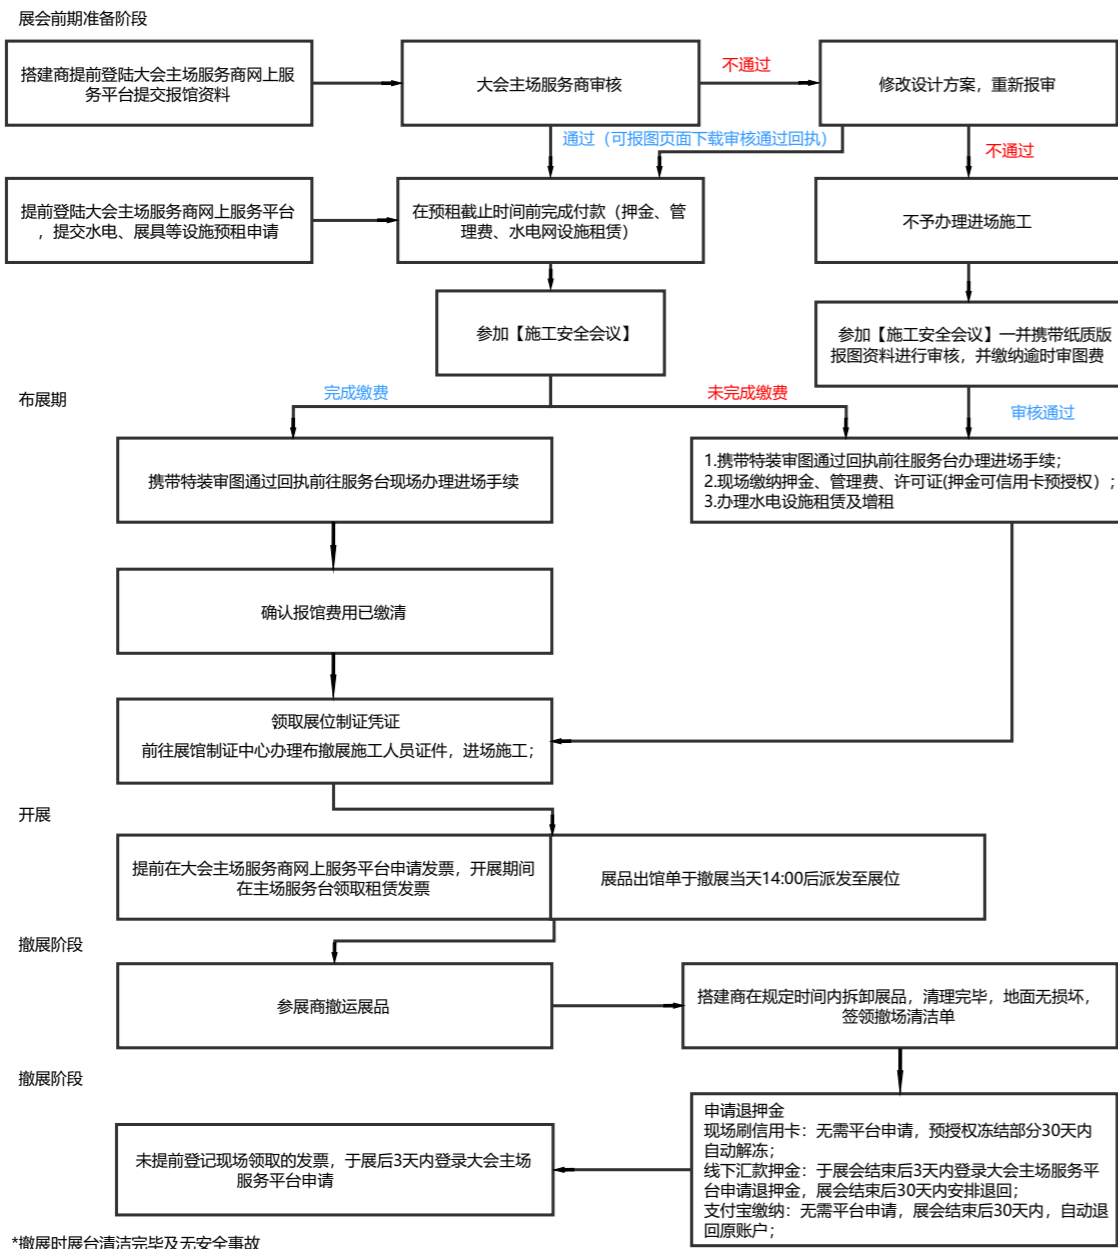 展会前期准备阶段
搭建商提前登陆大会主场服务商网上服
务平台提交报馆资料
大会主场服务商审核
不通过
修改设计方案，重新报审
通过（可报图页面下载审核通过回执）
不通过
提前登陆大会主场服务商网上服务平台
，提交水电、展具等设施预租申请
在预租截止时间前完成付款（押金、管
理费、水电网设施租赁）
不予办理进场施工
参加【施工安全会议】
参加【施工安全会议】一并携带纸质版
报图资料进行审核，并缴纳逾时审图费
布展期
完成缴费
未完成缴费
审核通过
携带特装审图通过回执前往服务台现场办理进场手续
1.携带特装审图通过回执前往服务台办理进场手续；
2.现场缴纳押金、管理费、许可证(押金可信用卡预授权）；
3.办理水电设施租赁及增租
确认报馆费用已缴清
领取展位制证凭证
前往展馆制证中心办理布撤展施工人员证件，进场施工；
开展
提前在大会主场服务商网上服务平台申请发票，开展期间
在主场服务台领取租赁发票
展品出馆单于撤展当天14:00后派发至展位
撤展阶段
参展商撤运展品
搭建商在规定时间内拆卸展品，清理完毕，地面无损坏，
签领撤场清洁单
撤展阶段
未提前登记现场领取的发票，于展后3天内登录大会主场
服务平台申请
申请退押金
现场刷信用卡：无需平台申请，预授权冻结部分30天内
自动解冻；
线下汇款押金：于展会结束后3天内登录大会主场服务平
台申请退押金，展会结束后30天内安排退回；
支付宝缴纳：无需平台申请，展会结束后30天内，自动退
回原账户；
*撤展时展台清洁完毕及无安全事故